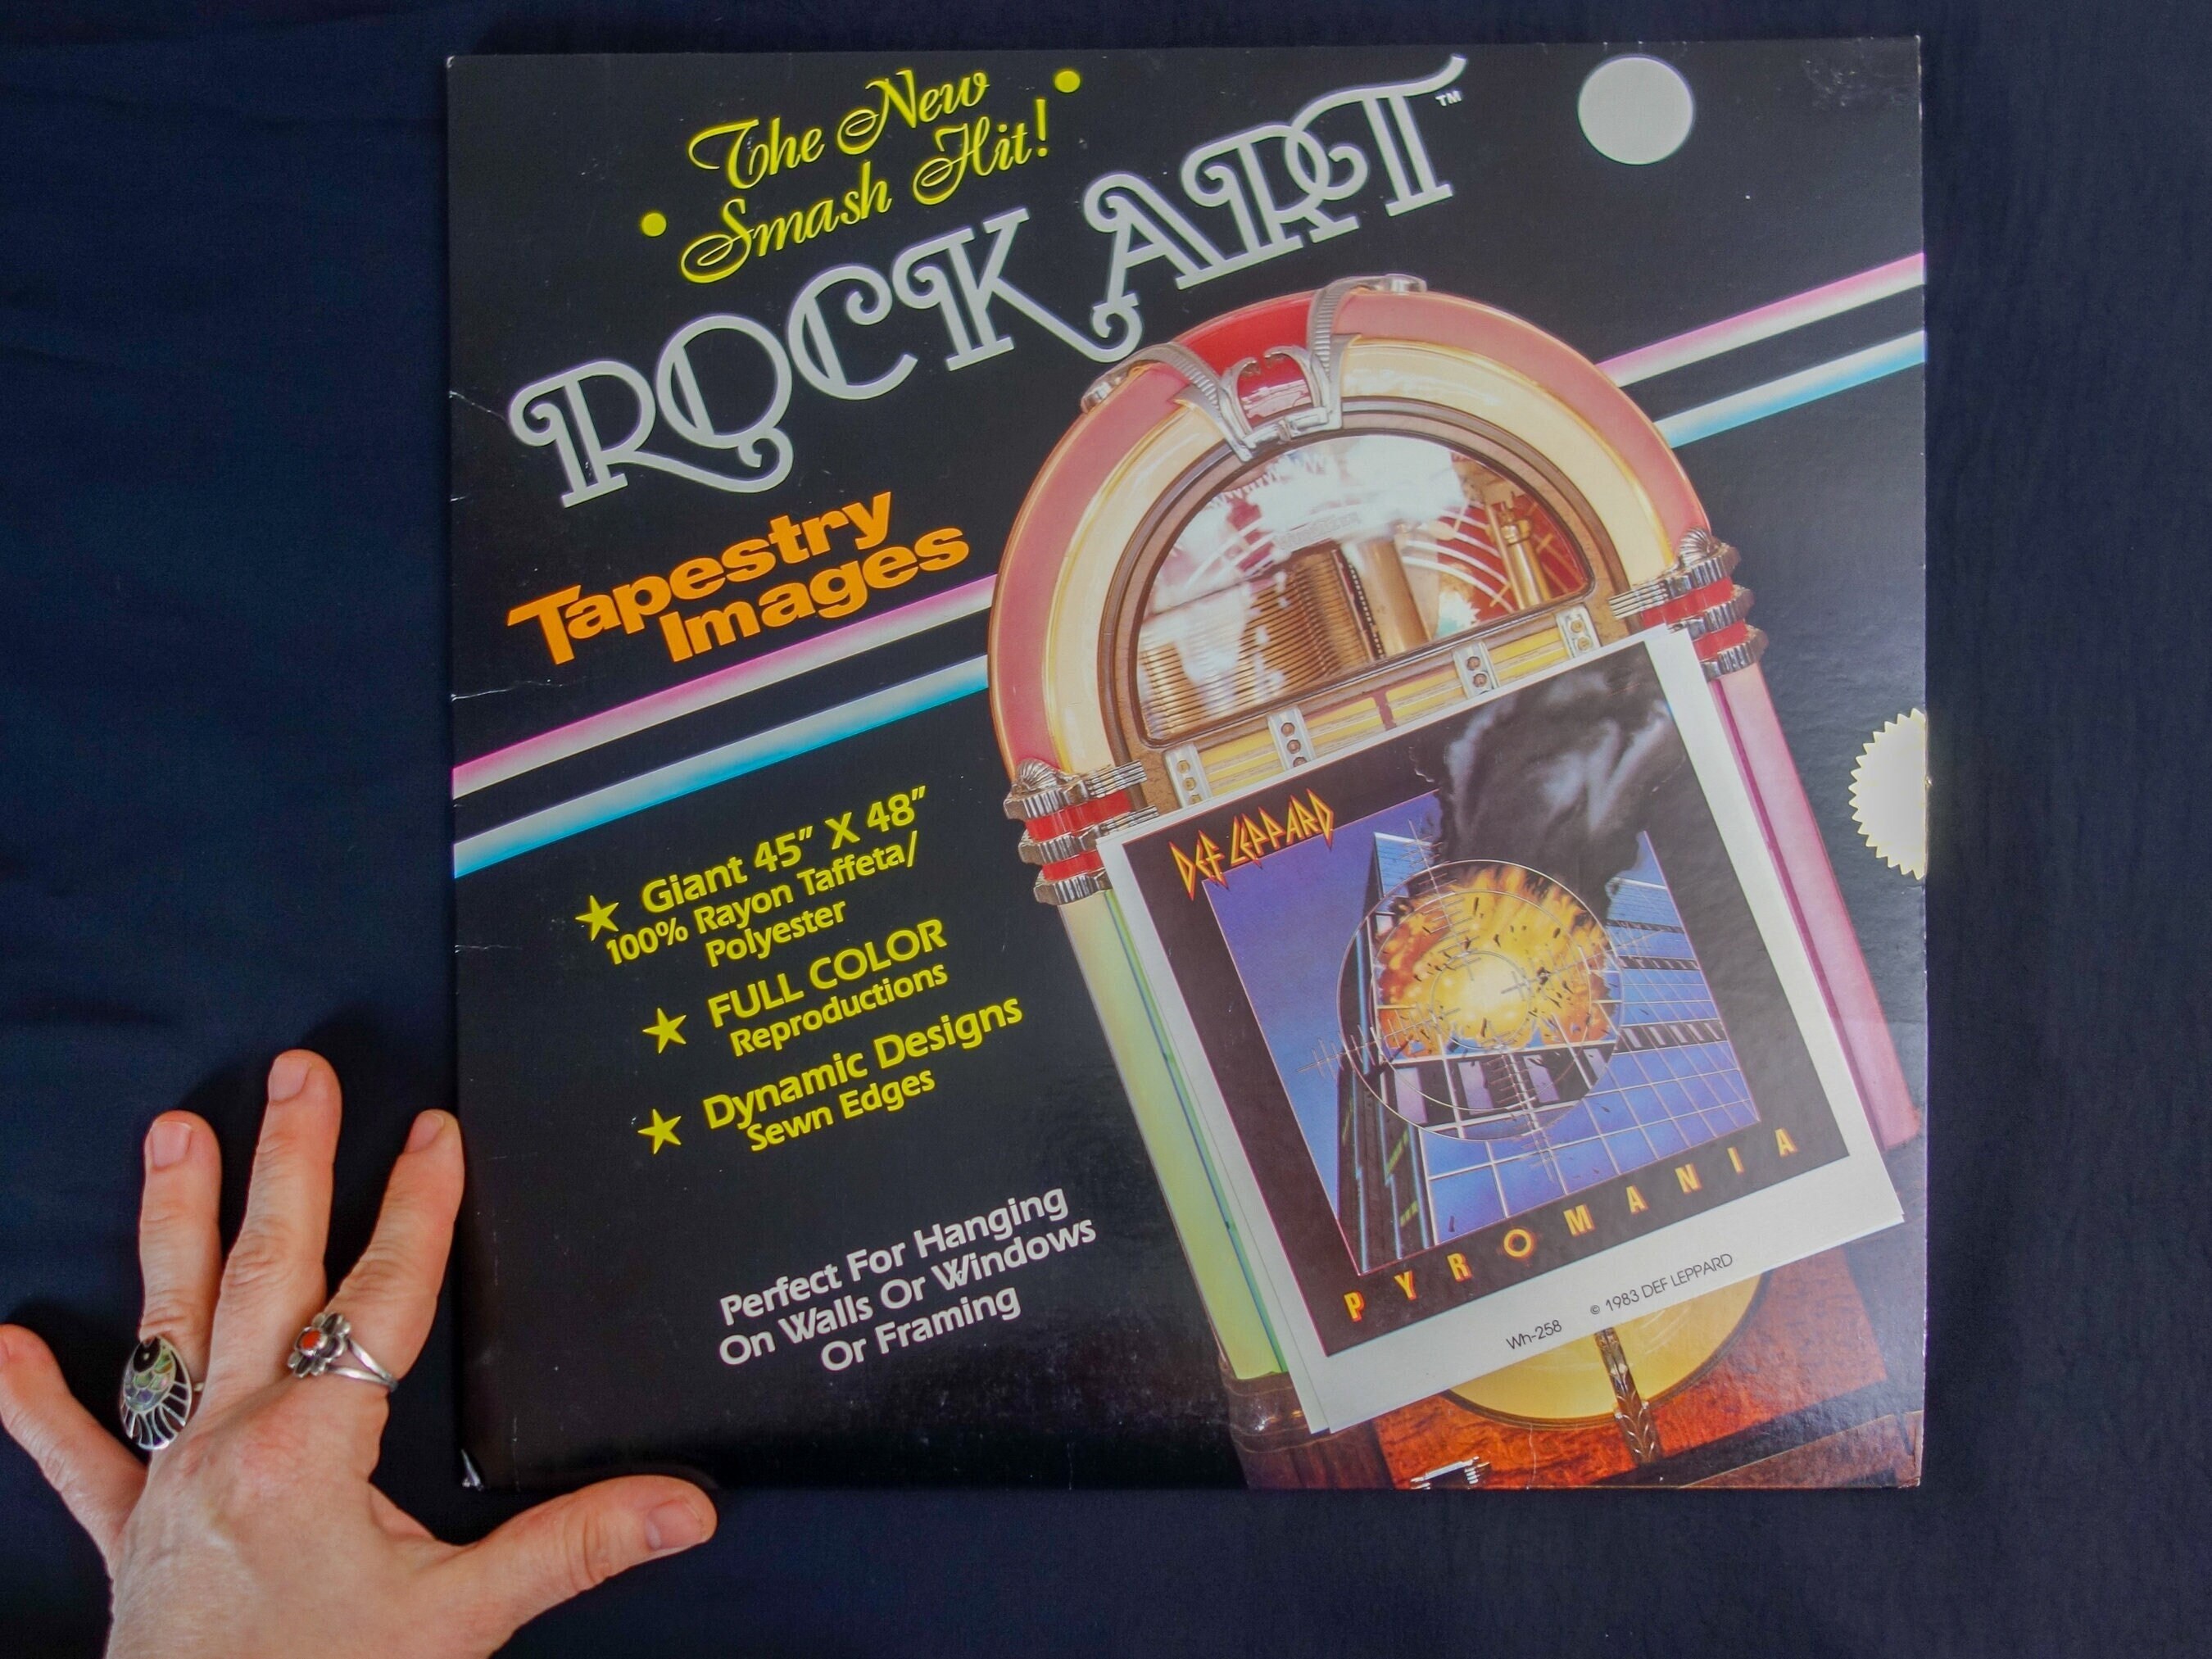 The New
Smash Hit!
ROCK ART™
Tapestry
Images
Giant 45" X 48"
100% Rayon Taffeta/
Polyester
FULL COLOR
Reproductions
Dynamic Designs
Sewn Edges
Perfect For Hanging
On Walls Or Windows
Or Framing
DEF LEPPARD
PYROMANIA
© 1983 DEF LEPPARD
Wh-258